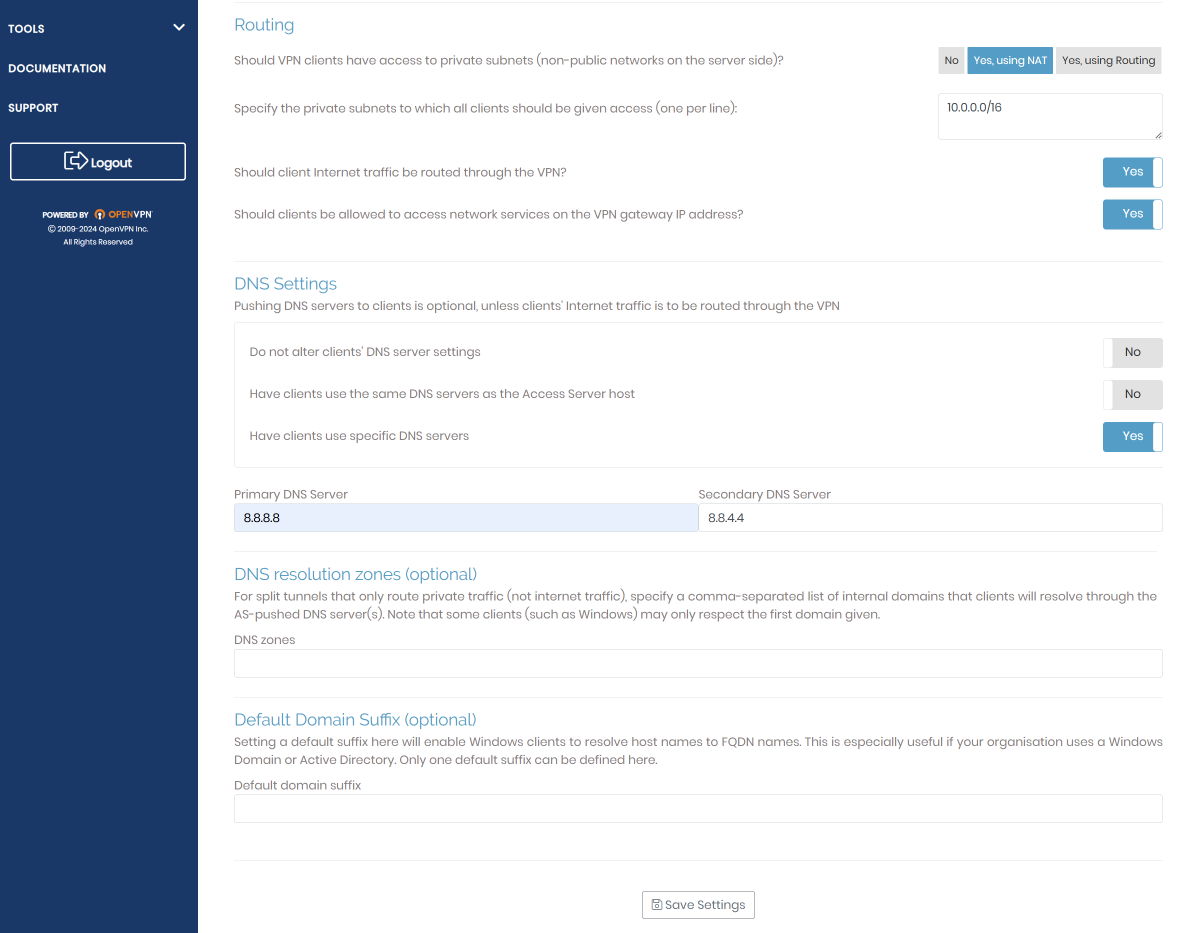 TOOLS
DOCUMENTATION
SUPPORT
Logout
POWERED BY OPENVPN
© 2009-2024 OpenVPN Inc.
All Rights Reserved
Routing
Should VPN clients have access to private subnets (non-public networks on the server side)?
No Yes, using NAT Yes, using Routing
Specify the private subnets to which all clients should be given access (one per line):
10.0.0.0/16
Should client Internet traffic be routed through the VPN?
Yes
Should clients be allowed to access network services on the VPN gateway IP address?
Yes
DNS Settings
Pushing DNS servers to clients is optional, unless clients' Internet traffic is to be routed through the VPN
Do not alter clients' DNS server settings
No
Have clients use the same DNS servers as the Access Server host
No
Have clients use specific DNS servers
Yes
Primary DNS Server
8.8.8.8
Secondary DNS Server
8.8.4.4
DNS resolution zones (optional)
For split tunnels that only route private traffic (not internet traffic), specify a comma-separated list of internal domains that clients will resolve through the
AS-pushed DNS server(s). Note that some clients (such as Windows) may only respect the first domain given.
DNS zones
Default Domain Suffix (optional)
Setting a default suffix here will enable Windows clients to resolve host names to FQDN names. This is especially useful if your organisation uses a Windows
Domain or Active Directory. Only one default suffix can be defined here.
Default domain suffix
Save Settings